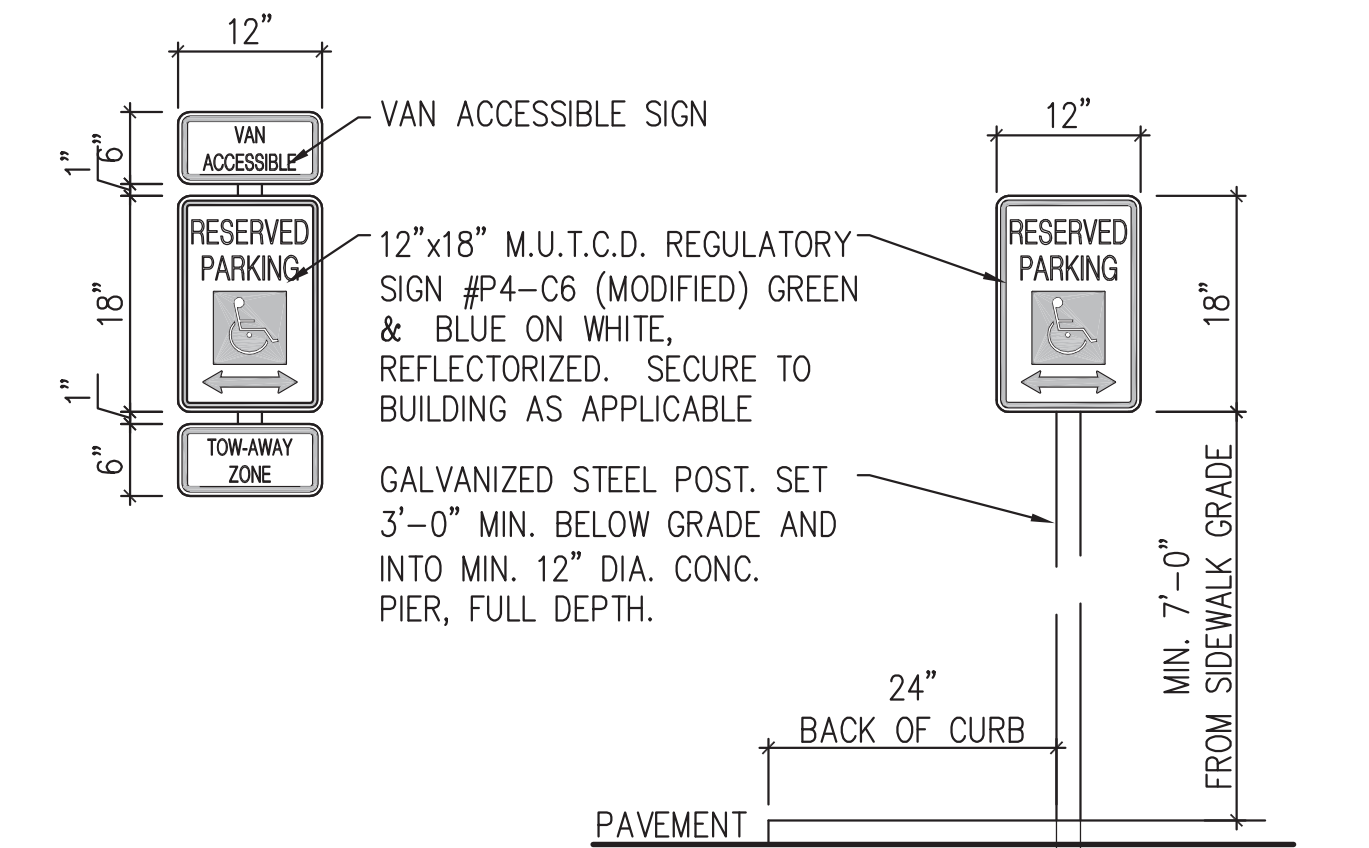 12”
VAN
ACCESSIBLE
6”
1”
RESERVED
PARKING
18”
1”
TOW-AWAY
ZONE
6”
VAN ACCESSIBLE SIGN
12”x18” M.U.T.C.D. REGULATORY
SIGN #P4-C6 (MODIFIED) GREEN
& BLUE ON WHITE,
REFLECTORIZED. SECURE TO
BUILDING AS APPLICABLE
GALVANIZED STEEL POST. SET
3’-0” MIN. BELOW GRADE AND
INTO MIN. 12” DIA. CONC.
PIER, FULL DEPTH.
12”
RESERVED
PARKING
18”
MIN. 7’-0”
FROM SIDEWALK GRADE
24”
BACK OF CURB
PAVEMENT